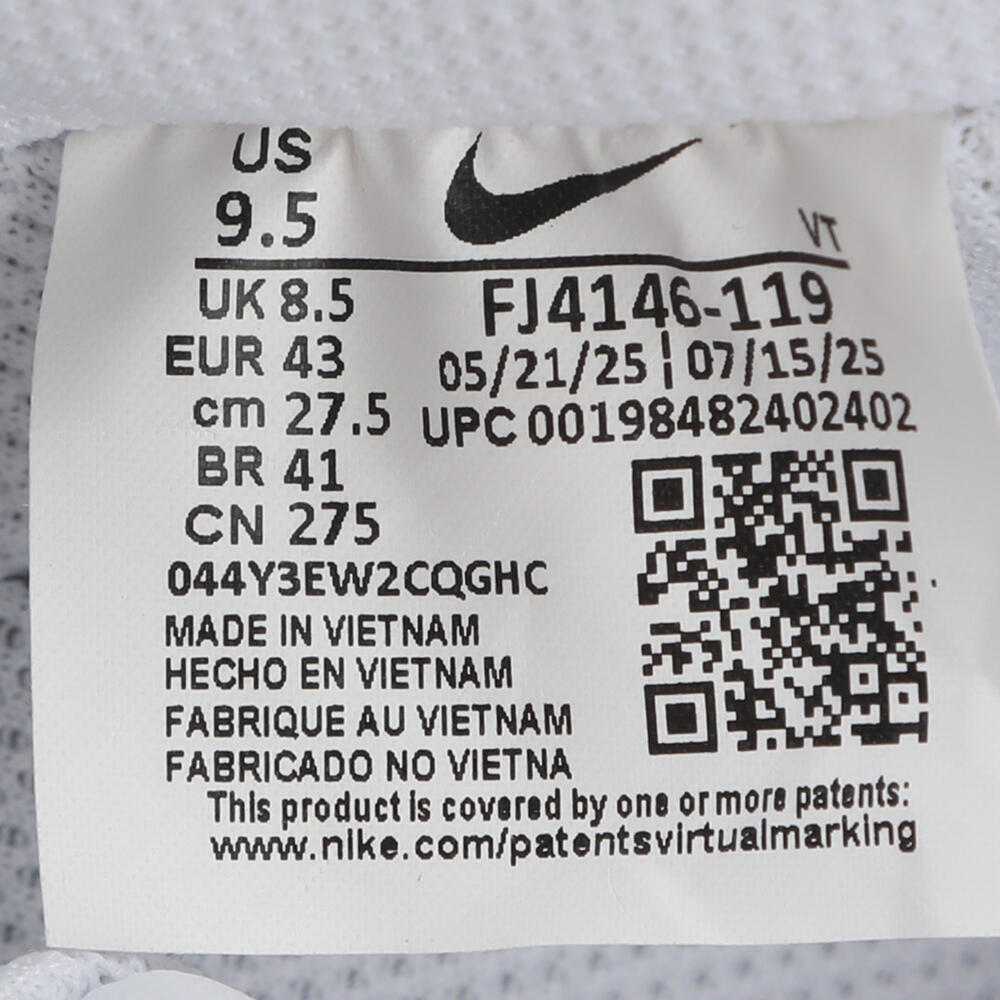 US
9.5
VT
UK 8.5
FJ4146-119
EUR 43
05/21/25 | 07/15/25
cm 27.5
UPC 00198482402402
BR 41
CN 275
044Y3EW2CQGHC
MADE IN VIETNAM
HECHO EN VIETNAM
FABRIQUE AU VIETNAM
FABRICADO NO VIETNA
This product is covered by one or more patents:
www.nike.com/patentsvirtualmarking